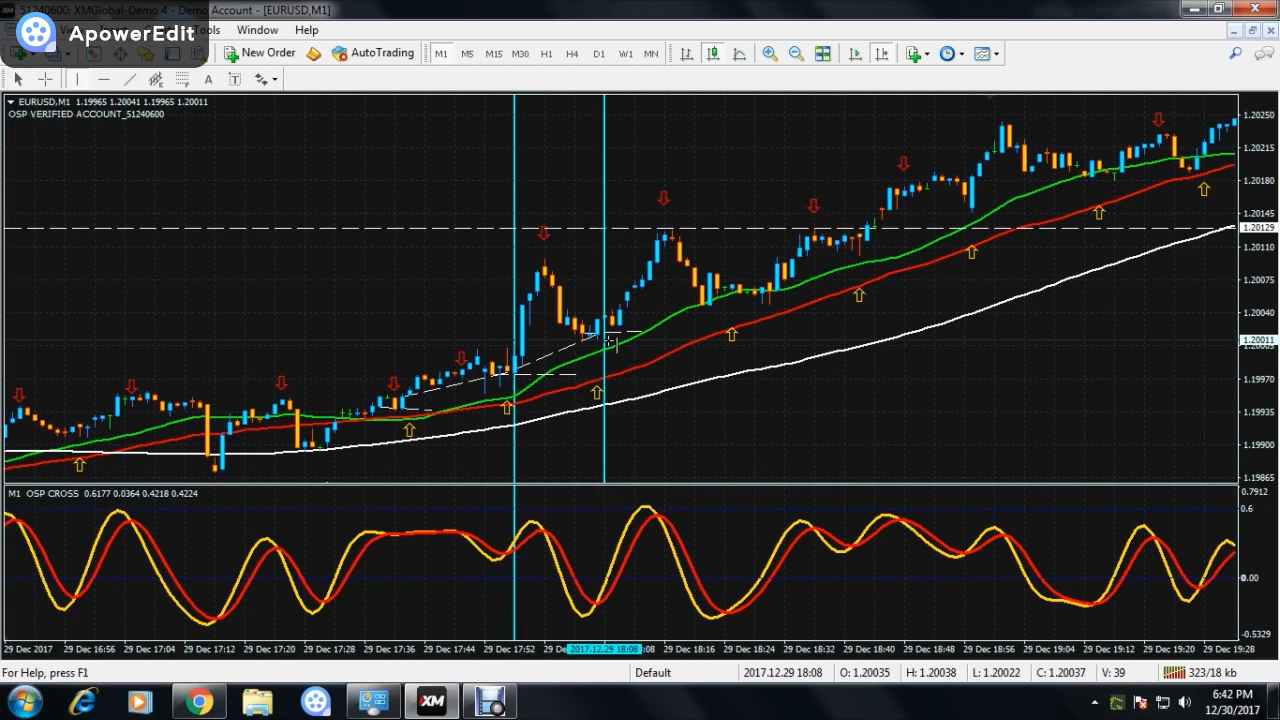 51240600: XMGlobal-Demo 4 - Demo Account - [EURUSD,M1]
ApowerEdit
Tools Window Help
New Order AutoTrading M1 M5 M15 M30 H1 H4 D1 W1 MN
A T
EURUSD,M1 1.19965 1.20041 1.19965 1.20011
OSP VERIFIED ACCOUNT_51240600
1.20250
1.20215
1.20180
1.20145
1.20129
1.20110
1.20075
1.20040
1.20011
1.20005
1.19970
1.19935
1.19900
1.19865
M1 OSP CROSS 0.6177 0.0364 0.4218 0.4224
0.7912
0.6
0.00
-0.5329
29 Dec 2017 29 Dec 16:56 29 Dec 17:04 29 Dec 17:12 29 Dec 17:20 29 Dec 17:28 29 Dec 17:36 29 Dec 17:44 29 Dec 17:52 29 De 2017.12.29 18:08 8:08 29 Dec 18:16 29 Dec 18:24 29 Dec 18:32 29 Dec 18:40 29 Dec 18:48 29 Dec 18:56 29 Dec 19:04 29 Dec 19:12 29 Dec 19:20 29 Dec 19:28
For Help, press F1 Default 2017.12.29 18:08 O: 1.20035 H: 1.20038 L: 1.20022 C: 1.20037 V: 39 323/18 kb
XM
6:42 PM
12/30/2017